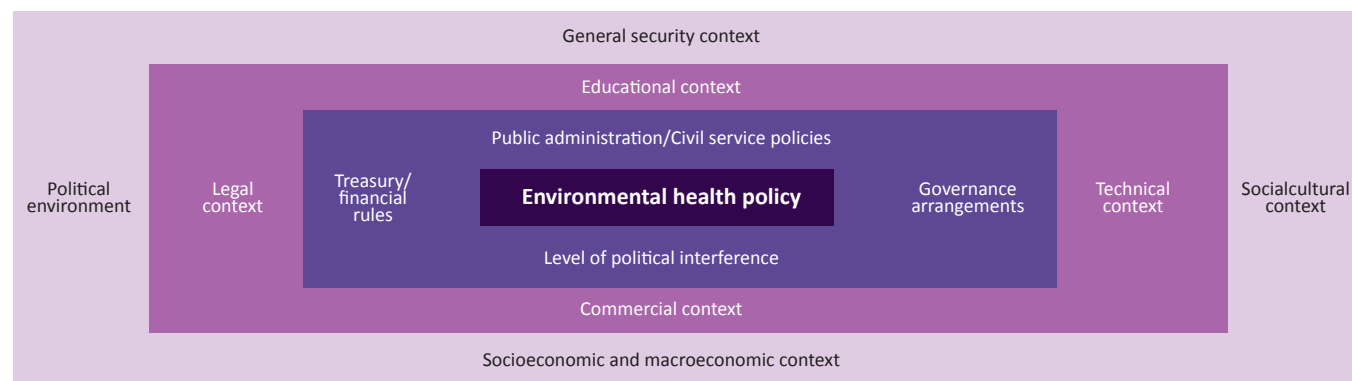 General security context
Educational context
Public administration/Civil service policies
Political
environment
Legal
context
Treasury/
financial
rules
Environmental health policy
Governance
arrangements
Technical
context
Socialcultural
context
Level of political interference
Commercial context
Socioeconomic and macroeconomic context